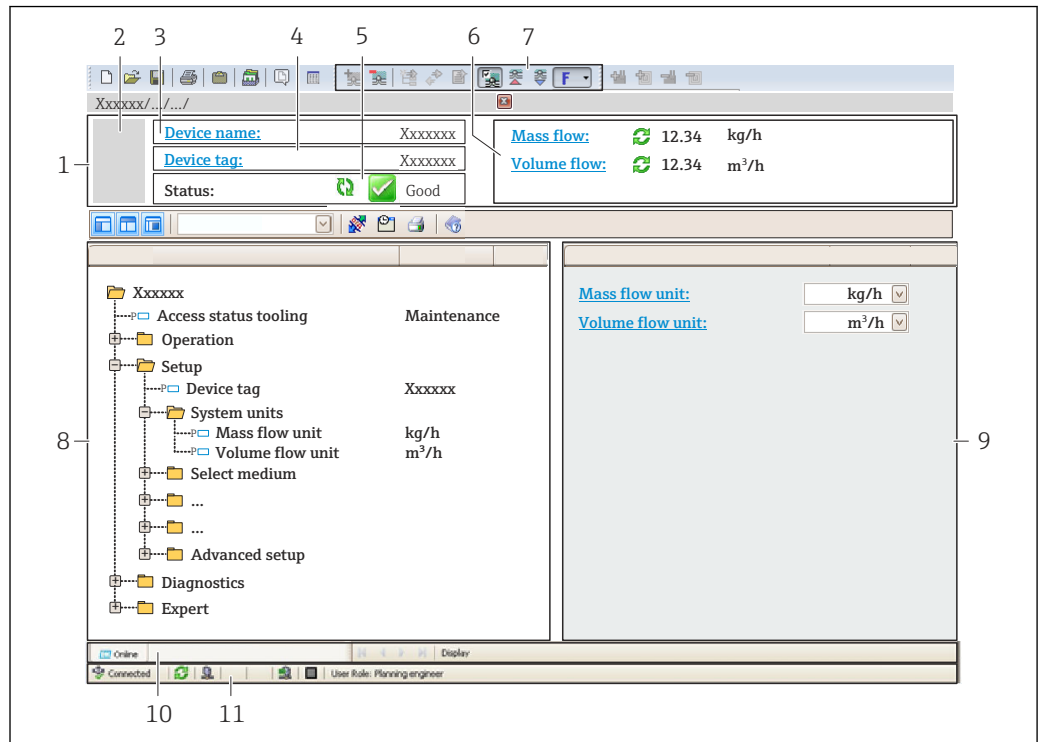 2 3 4 5 6 7
F
Xxxxxx/.../.../
1
Device name: Xxxxxxx
Device tag: Xxxxxxx
Status: Good
Mass flow: 12.34 kg/h
Volume flow: 12.34 m³/h
Xxxxxx
P Access status tooling Maintenance
Operation
Setup
P Device tag Xxxxxx
System units
P Mass flow unit kg/h
P Volume flow unit m³/h
Select medium
...
...
Advanced setup
Diagnostics
Expert
Mass flow unit: kg/h
Volume flow unit: m³/h
8
9
Online Display
Connected User Role: Planning engineer
10 11